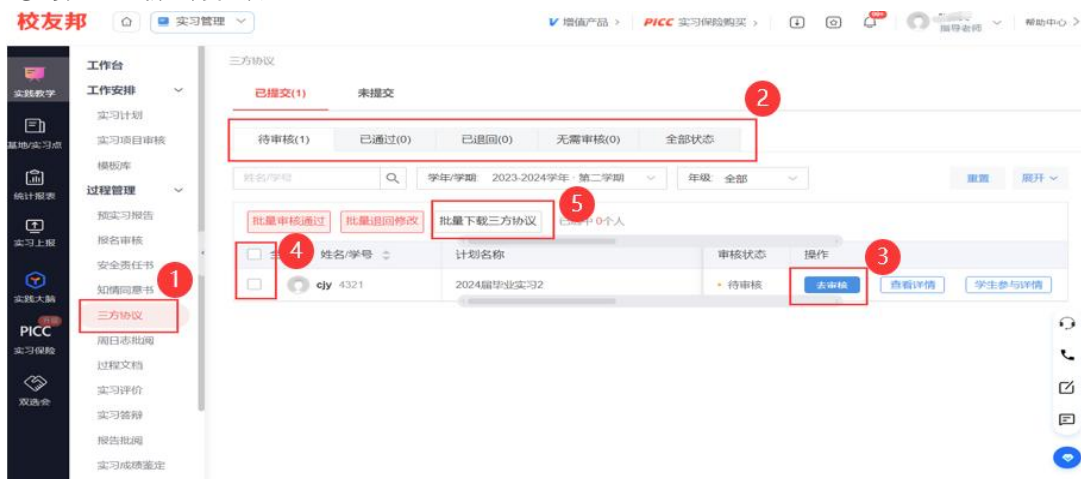 校友邦 实习管理 增值产品 > PICC 实习保险购买 > 99+ 指导老师 帮助中心 >
实践教学
基地/实习点
统计报表
实习上报
实践大脑
PICC
实习保险
双选会
工作台
工作安排
实习计划
实习项目审核
模板库
过程管理
预实习报告
报名审核
安全责任书
知情同意书
1
三方协议
周日志批阅
过程文档
实习评价
实习答辩
报告批阅
实习成绩鉴定
三方协议
已提交(1) 未提交
2
待审核(1) 已通过(0) 已退回(0) 无需审核(0) 全部状态
姓名/学号 学年/学期: 2023-2024学年 · 第二学期 年级: 全部 重置 展开
5
批量审核通过 批量退回修改 批量下载三方协议 已选中 0个人
4 姓名/学号 计划名称 审核状态 操作
3
cjy 4321 2024届毕业实习2 待审核 去审核 查看详情 学生参与详情